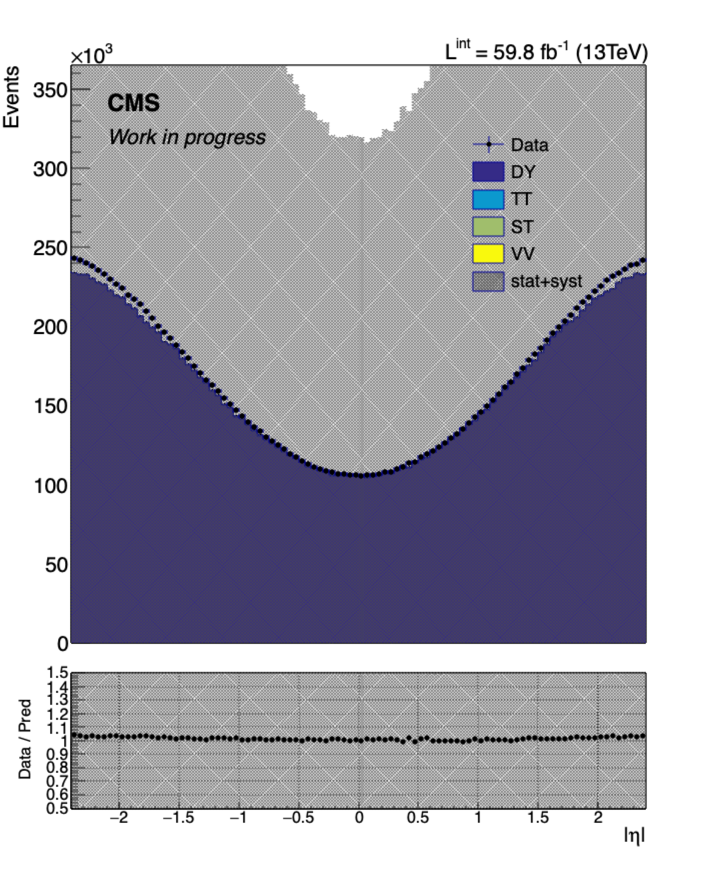 ×10³
L^int = 59.8 fb⁻¹ (13TeV)
Events
350
300
250
200
150
100
50
0
CMS
Work in progress
Data
DY
TT
ST
VV
stat+syst
Data / Pred
1.5
1.4
1.3
1.2
1.1
1
0.9
0.8
0.7
0.6
0.5
−2 −1.5 −1 −0.5 0 0.5 1 1.5 2
|η|